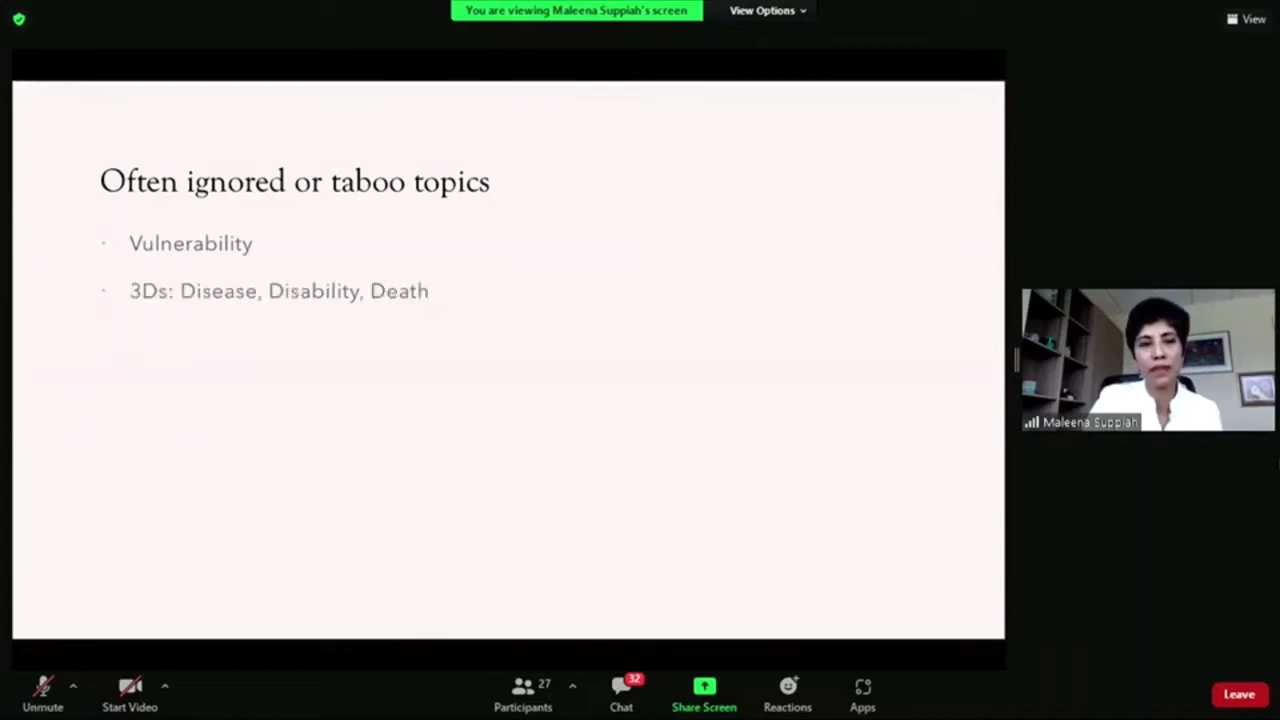 You are viewing Maleena Suppiah's screen
View Options
View
Often ignored or taboo topics
· Vulnerability
· 3Ds: Disease, Disability, Death
Maleena Suppiah
Unmute
Start Video
27
Participants
32
Chat
Share Screen
Reactions
Apps
Leave